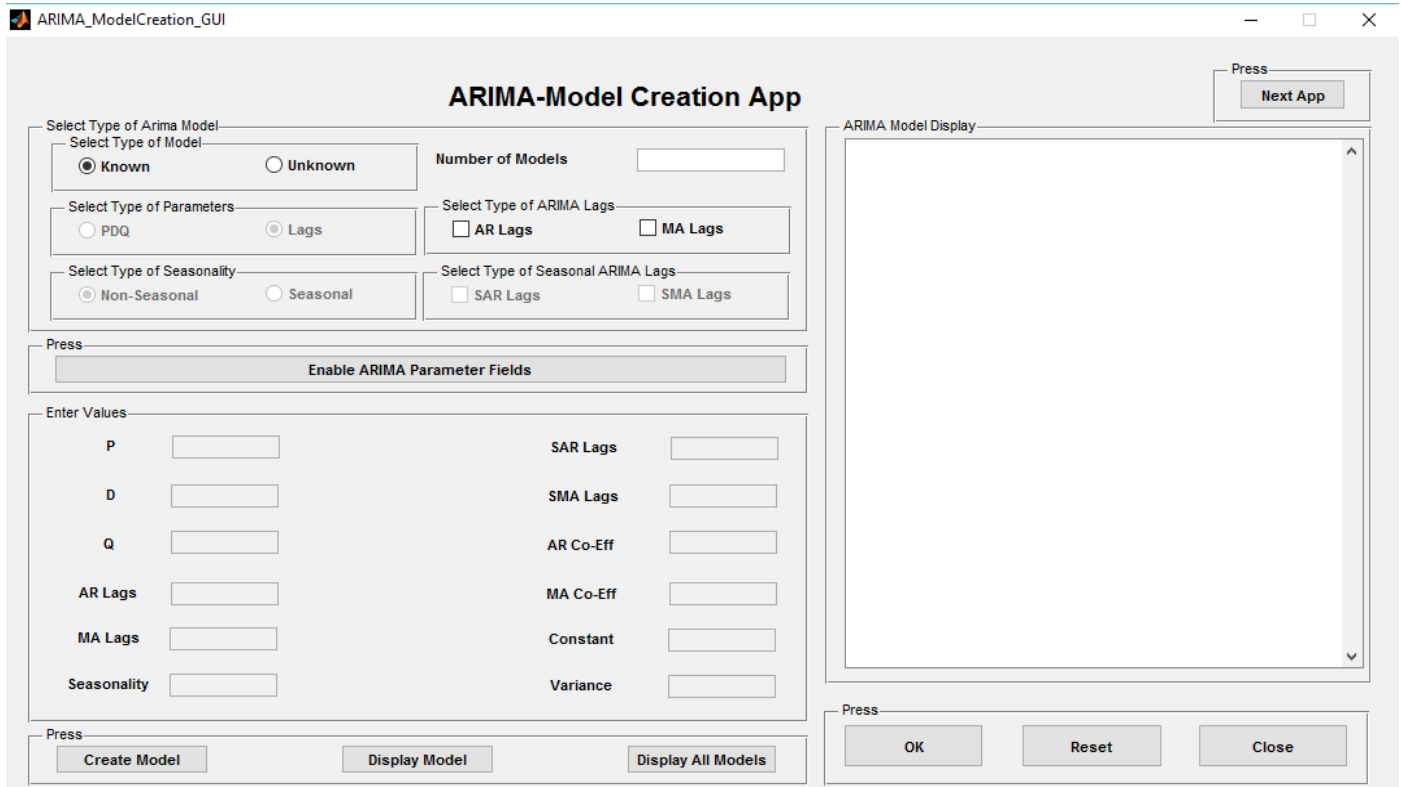 ARIMA_ModelCreation_GUI
ARIMA-Model Creation App
Press
Next App
Select Type of Arima Model
Select Type of Model
Known
Unknown
Number of Models
Select Type of Parameters
PDQ
Lags
Select Type of ARIMA Lags
AR Lags
MA Lags
Select Type of Seasonality
Non-Seasonal
Seasonal
Select Type of Seasonal ARIMA Lags
SAR Lags
SMA Lags
Press
Enable ARIMA Parameter Fields
Enter Values
P
SAR Lags
D
SMA Lags
Q
AR Co-Eff
AR Lags
MA Co-Eff
MA Lags
Constant
Seasonality
Variance
Press
Create Model
Display Model
Display All Models
ARIMA Model Display
Press
OK
Reset
Close